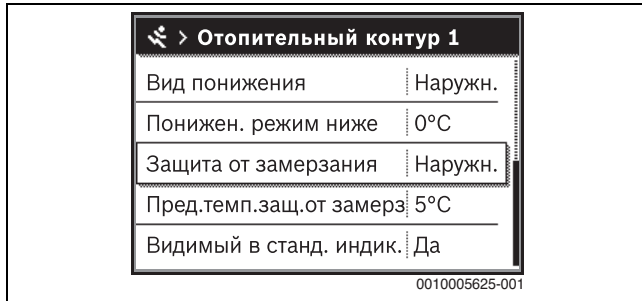 > Отопительный контур 1
Вид понижения Наружн.
Понижен. режим ниже 0°C
Защита от замерзания Наружн.
Пред.темп.защ.от замерз 5°C
Видимый в станд. индик. Да
0010005625-001